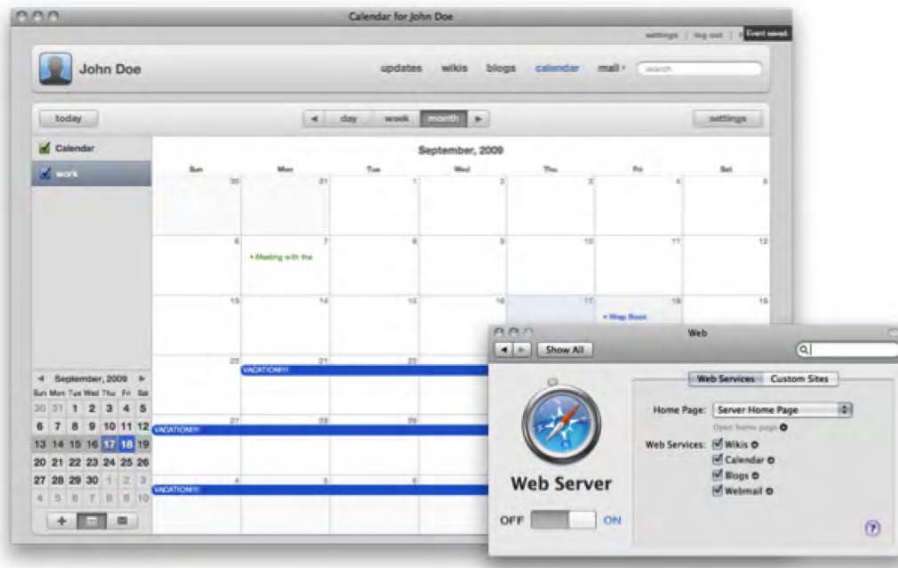 Calendar for John Doe
settings | log out | Event saved.
John Doe updates wikis blogs calendar mail search
today day week month settings
Calendar
work
September, 2009
Sun Mon Tue Wed Thu Fri Sat
30 31 1 2 3 4 5
6 7 8 9 10 11 12
• Meeting with the
13 14 15 16 17 18 19
• Wrap Book
20 21 22
VACATION!!!
27 28 29
VACATION!!!
4 5 6
VACATION!!!
September, 2009
Sun Mon Tue Wed Thu Fri Sat
30 31 1 2 3 4 5
6 7 8 9 10 11 12
13 14 15 16 17 18 19
20 21 22 23 24 25 26
27 28 29 30 1 2 3
4 5 6 7 8 9 10
Web
Show All
Web Services Custom Sites
Home Page: Server Home Page
Open home page
Web Services: Wikis
Calendar
Blogs
Webmail
Web Server
OFF ON
?